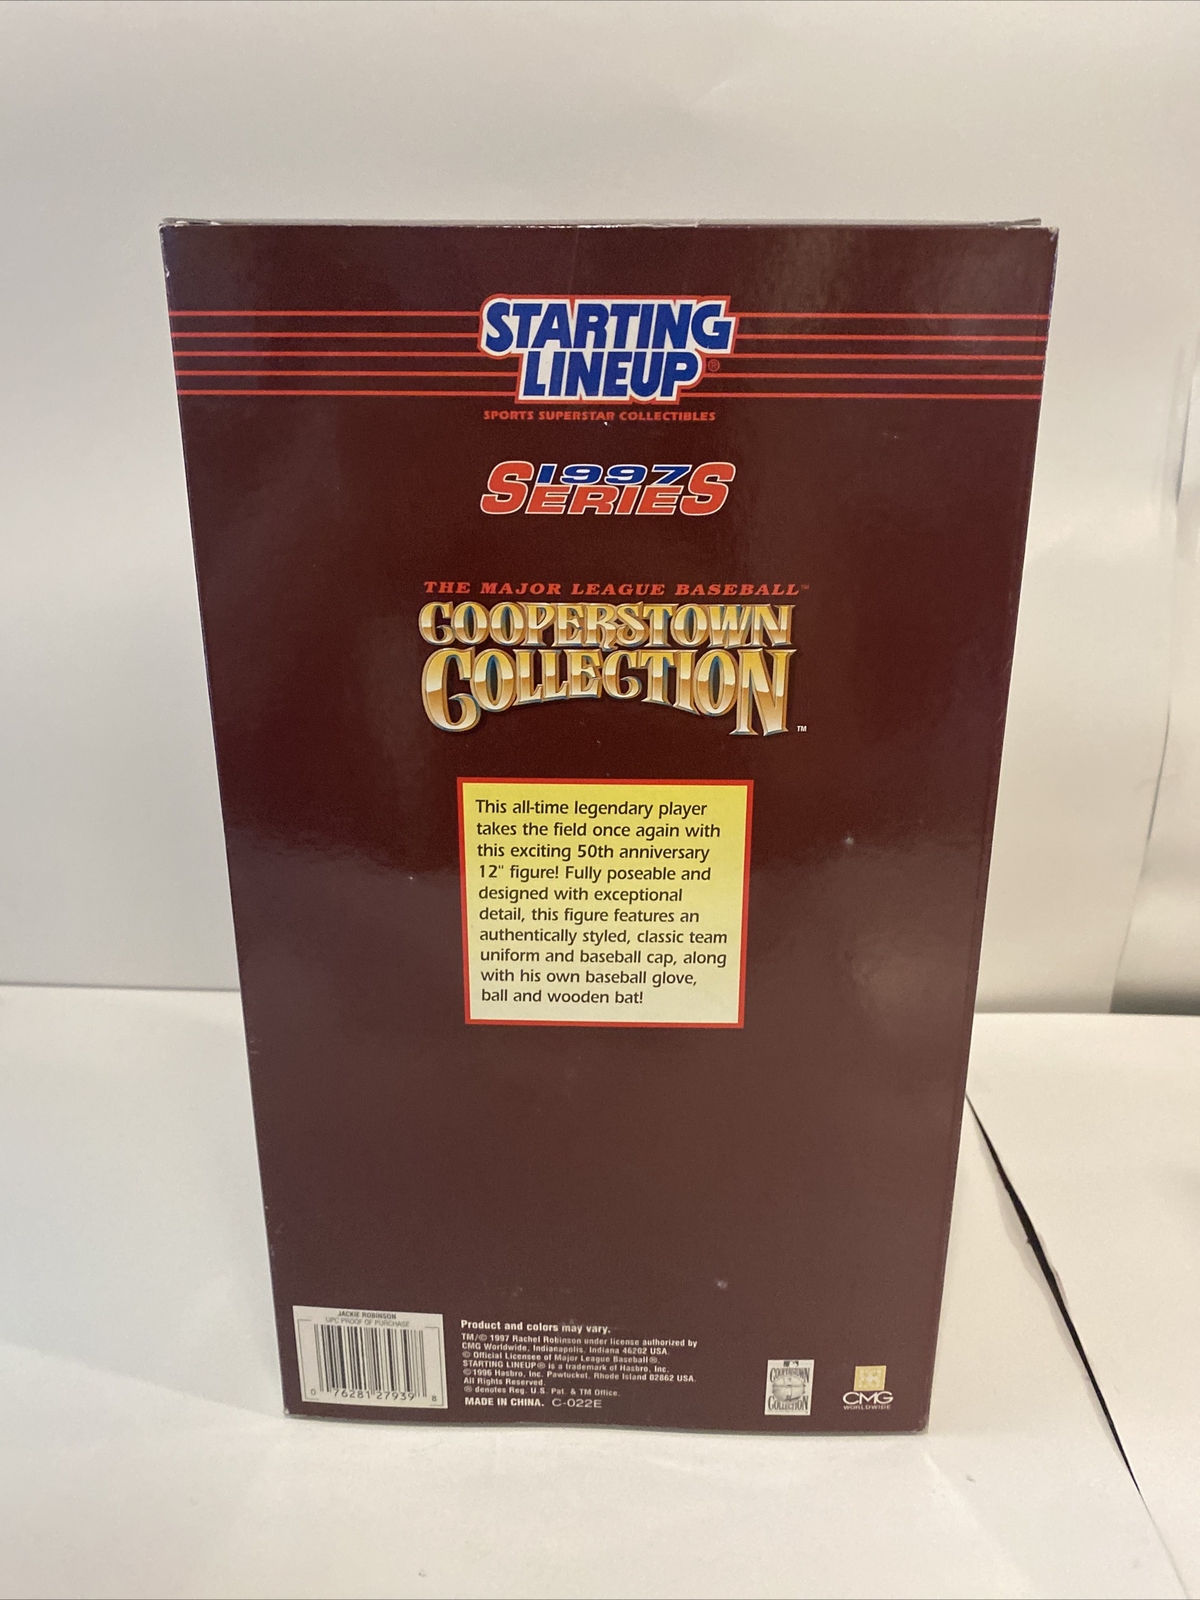 STARTING
LINEUP®
SPORTS SUPERSTAR COLLECTIBLES
1997
SERIES
THE MAJOR LEAGUE BASEBALL™
COOPERSTOWN
COLLECTION™
This all-time legendary player
takes the field once again with
this exciting 50th anniversary
12" figure! Fully poseable and
designed with exceptional
detail, this figure features an
authentically styled, classic team
uniform and baseball cap, along
with his own baseball glove,
ball and wooden bat!
JACKIE ROBINSON
UPC PROOF OF PURCHASE
0 76281 27939 8
Product and colors may vary.
TM/© 1997 Rachel Robinson under license authorized by
CMG Worldwide, Indianapolis, Indiana 46202 USA.
© Official Licensee of Major League Baseball®.
STARTING LINEUP® is a trademark of Hasbro, Inc.
©1996 Hasbro, Inc. Pawtucket, Rhode Island 02862 USA.
All Rights Reserved.
® denotes Reg. U.S. Pat. & TM Office.
MADE IN CHINA. C-022E
COOPERSTOWN
COLLECTION
CMG
WORLDWIDE